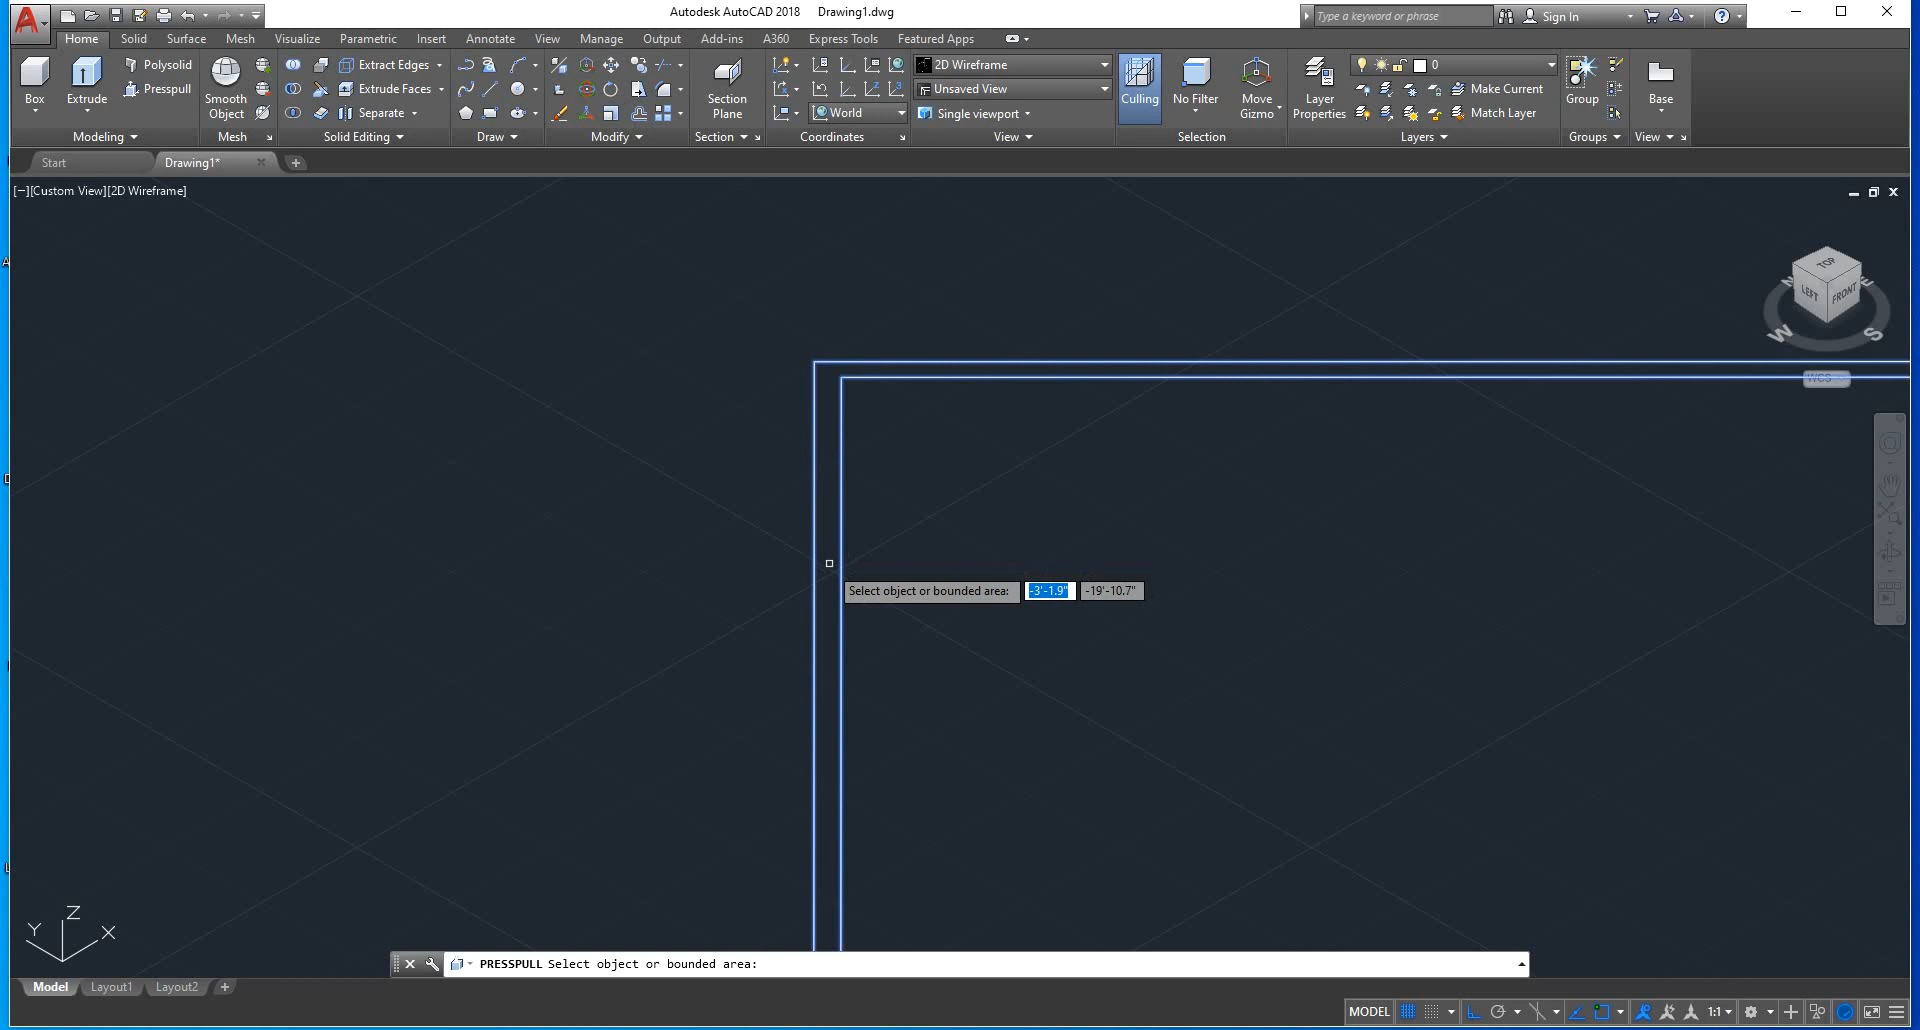 Autodesk AutoCAD 2018 Drawing1.dwg
Type a keyword or phrase
Sign In
Home Solid Surface Mesh Visualize Parametric Insert Annotate View Manage Output Add-ins A360 Express Tools Featured Apps
Polysolid
Presspull
Box
Extrude
Smooth
Object
Extract Edges
Extrude Faces
Separate
Section
Plane
World
2D Wireframe
Unsaved View
Single viewport
Culling
No Filter
Move
Gizmo
Layer
Properties
0
Make Current
Match Layer
Group
Base
Modeling Mesh Solid Editing Draw Modify Section Coordinates View Selection Layers Groups View
Start Drawing1*
[−][Custom View][2D Wireframe]
TOP
LEFT FRONT
W S
WCS
Select object or bounded area: -3'-1.9" -19'-10.7"
Z
Y X
PRESSPULL Select object or bounded area:
Model Layout1 Layout2
MODEL 1:1